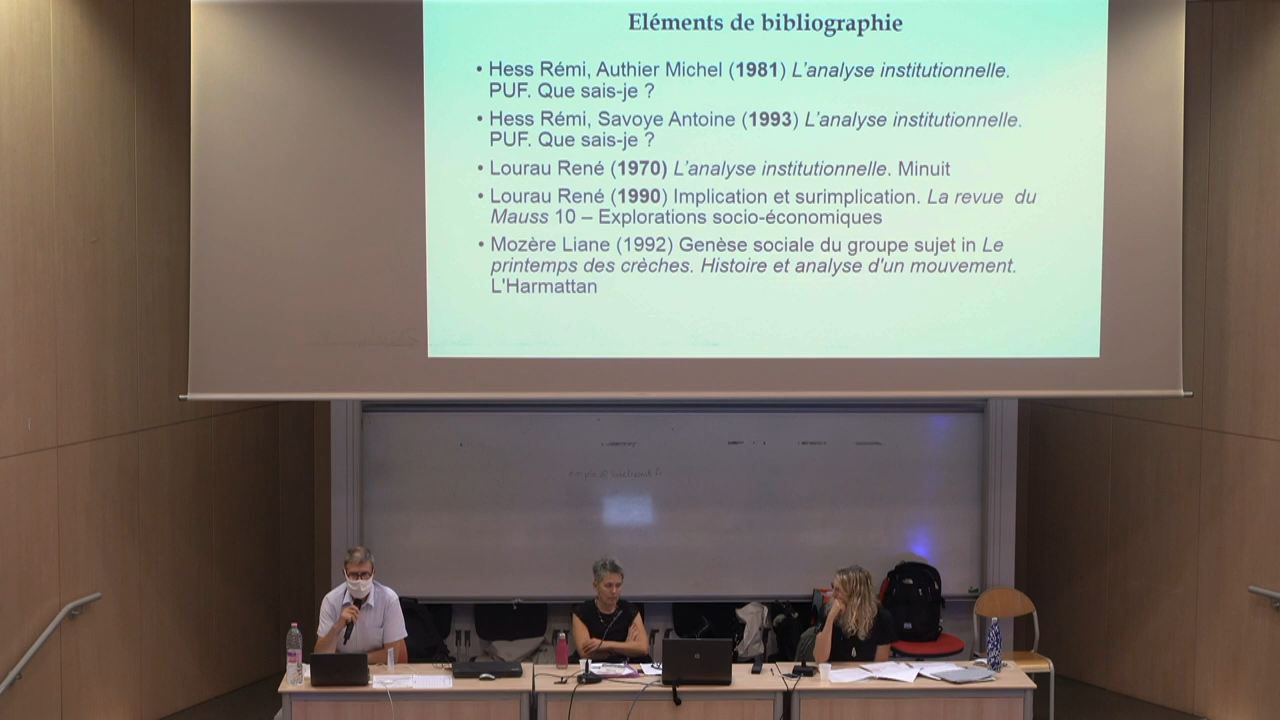 Eléments de bibliographie
• Hess Rémi, Authier Michel (1981) L’analyse institutionnelle.
PUF. Que sais-je ?
• Hess Rémi, Savoye Antoine (1993) L’analyse institutionnelle.
PUF. Que sais-je ?
• Lourau René (1970) L’analyse institutionnelle. Minuit
• Lourau René (1990) Implication et surimplication. La revue du
Mauss 10 – Explorations socio-économiques
• Mozère Liane (1992) Genèse sociale du groupe sujet in Le
printemps des crèches. Histoire et analyse d'un mouvement.
L'Harmattan